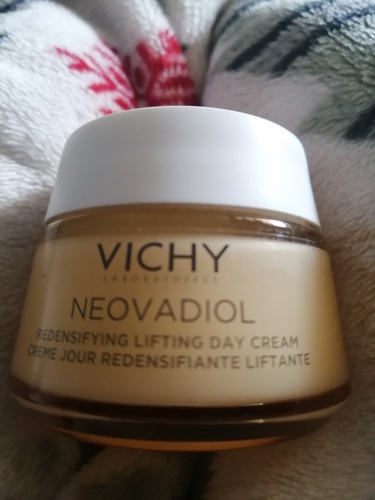 VICHY
LABORATOIRES
NEOVADIOL
REDENSIFYING LIFTING DAY CREAM
CRÈME JOUR REDENSIFIANTE LIFTANTE